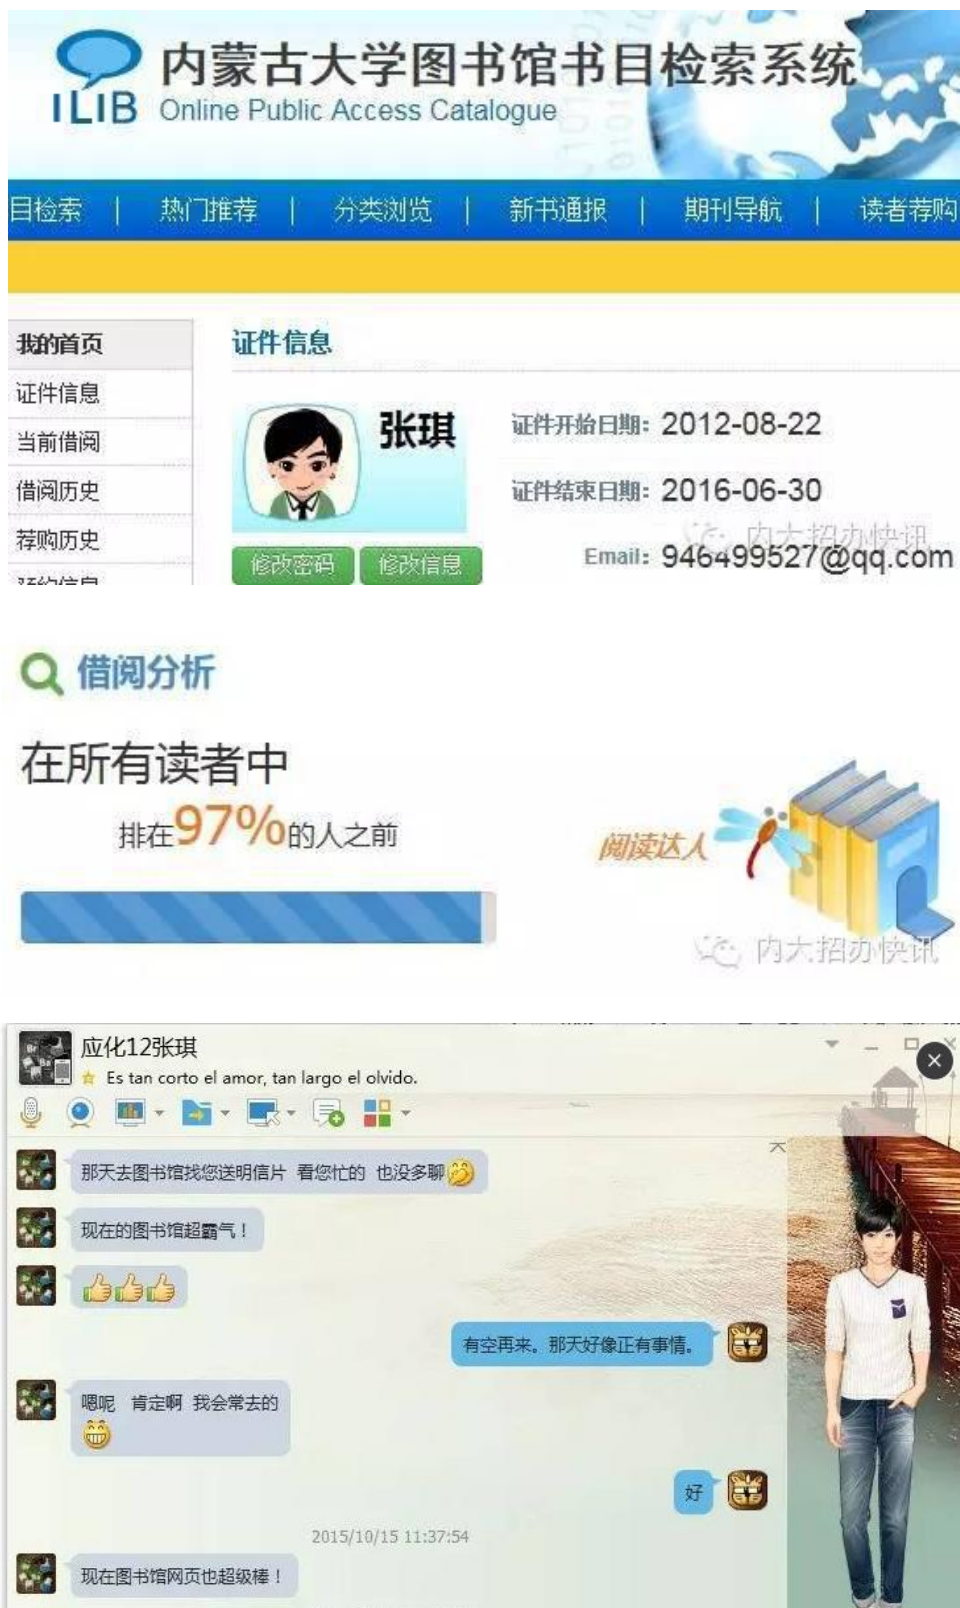 内蒙古大学图书馆书目检索系统
ILIB
Online Public Access Catalogue
目检索 | 热门推荐 | 分类浏览 | 新书通报 | 期刊导航 | 读者荐购
我的首页
证件信息
当前借阅
借阅历史
荐购历史
证件信息
张琪
修改密码 修改信息
证件开始日期: 2012-08-22
证件结束日期: 2016-06-30
内大招办快讯
Email: 946499527@qq.com
借阅分析
在所有读者中
排在97%的人之前
阅读达人
内大招办快讯
应化12张琪
Es tan corto el amor, tan largo el olvido.
那天去图书馆找您送明信片 看您忙的 也没多聊
现在的图书馆超霸气！
有空再来。那天好像正有事情。
嗯呢 肯定啊 我会常去的
好
2015/10/15 11:37:54
现在图书馆网页也超级棒！